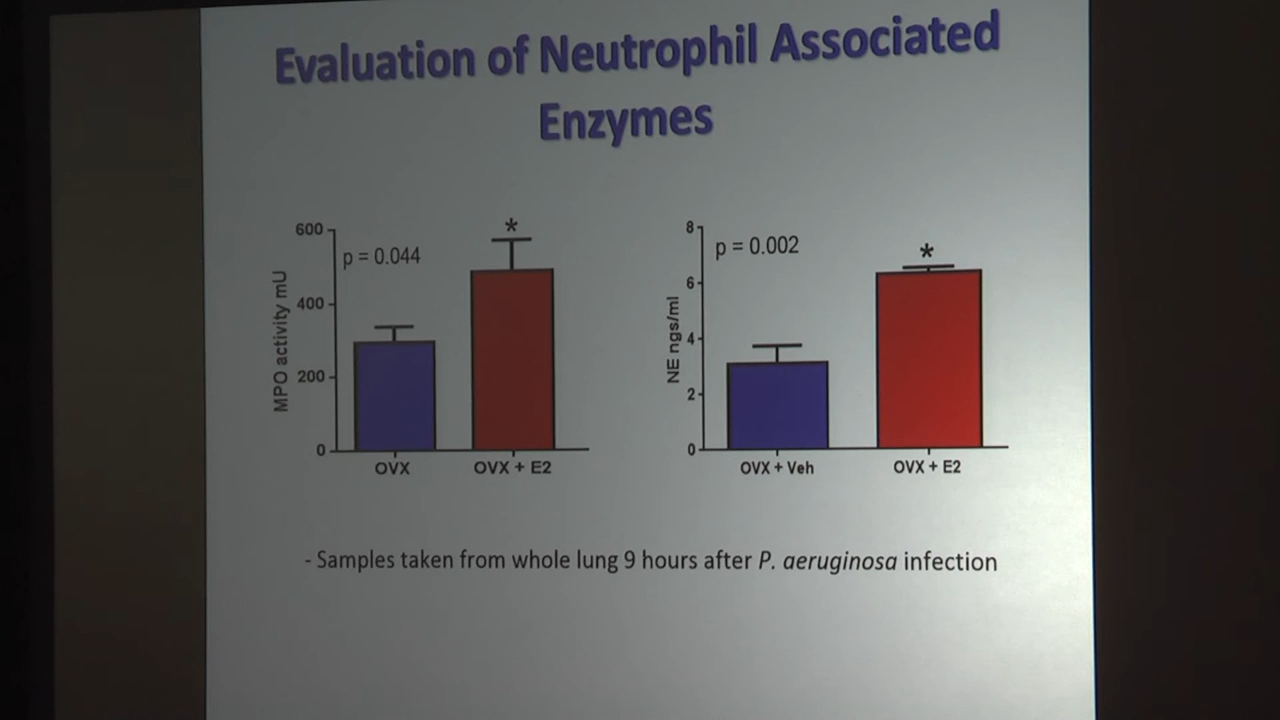 Evaluation of Neutrophil Associated
Enzymes
600
400
200
0
MPO activity mU
p = 0.044
*
OVX
OVX + E2
8
6
4
2
0
NE ngs/ml
p = 0.002
*
OVX + Veh
OVX + E2
- Samples taken from whole lung 9 hours after P. aeruginosa infection